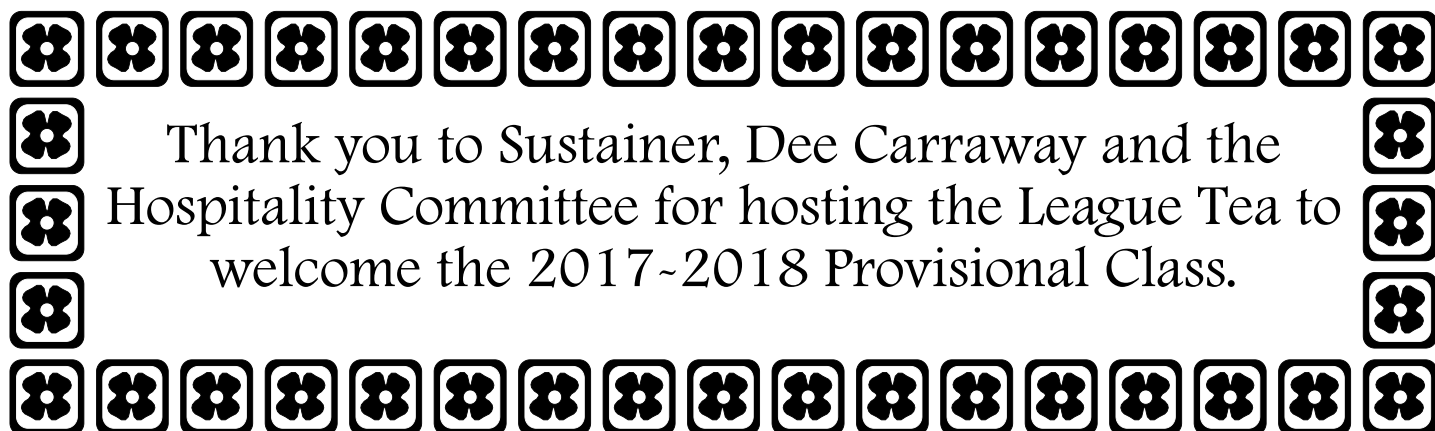 Thank you to Sustainer, Dee Carraway and the
Hospitality Committee for hosting the League Tea to
welcome the 2017~2018 Provisional Class.